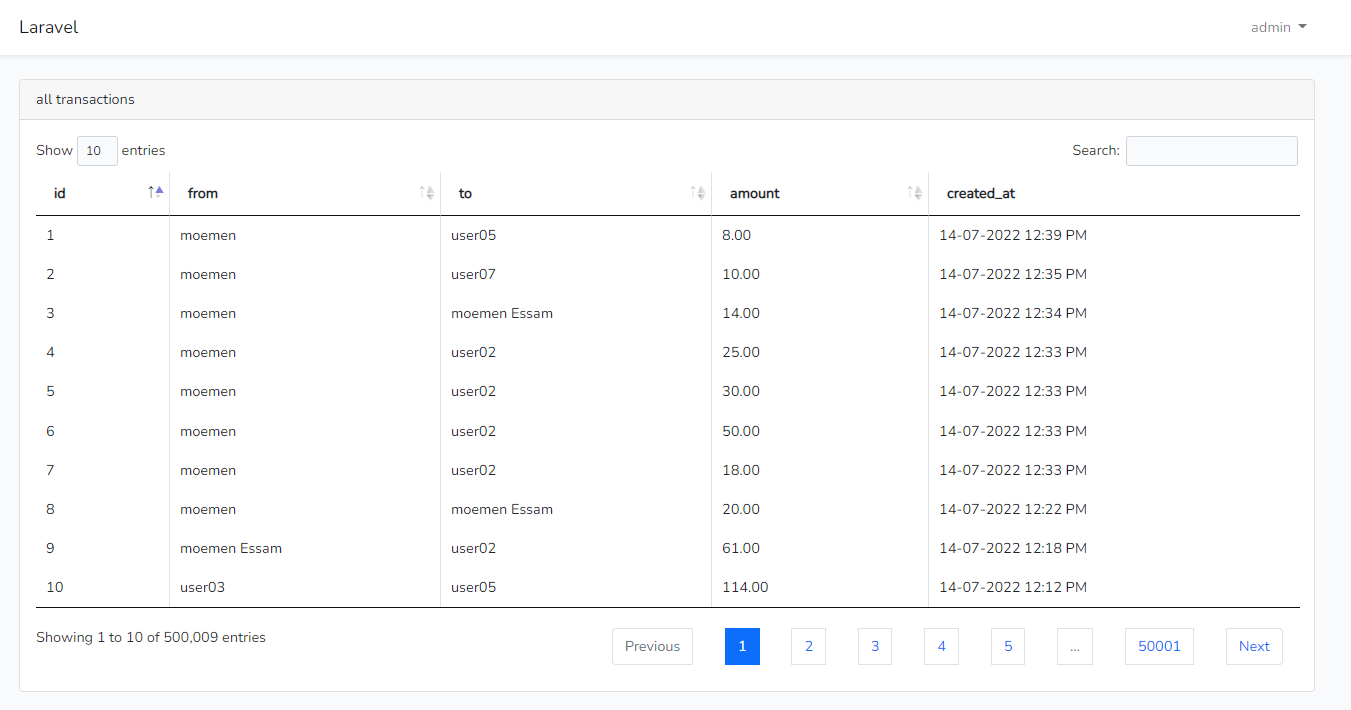 Laravel admin
all transactions
Show 10 entries Search:
id from to amount created_at
1 moemen user05 8.00 14-07-2022 12:39 PM
2 moemen user07 10.00 14-07-2022 12:35 PM
3 moemen moemen Essam 14.00 14-07-2022 12:34 PM
4 moemen user02 25.00 14-07-2022 12:33 PM
5 moemen user02 30.00 14-07-2022 12:33 PM
6 moemen user02 50.00 14-07-2022 12:33 PM
7 moemen user02 18.00 14-07-2022 12:33 PM
8 moemen moemen Essam 20.00 14-07-2022 12:22 PM
9 moemen Essam user02 61.00 14-07-2022 12:18 PM
10 user03 user05 114.00 14-07-2022 12:12 PM
Showing 1 to 10 of 500,009 entries
Previous 1 2 3 4 5 ... 50001 Next